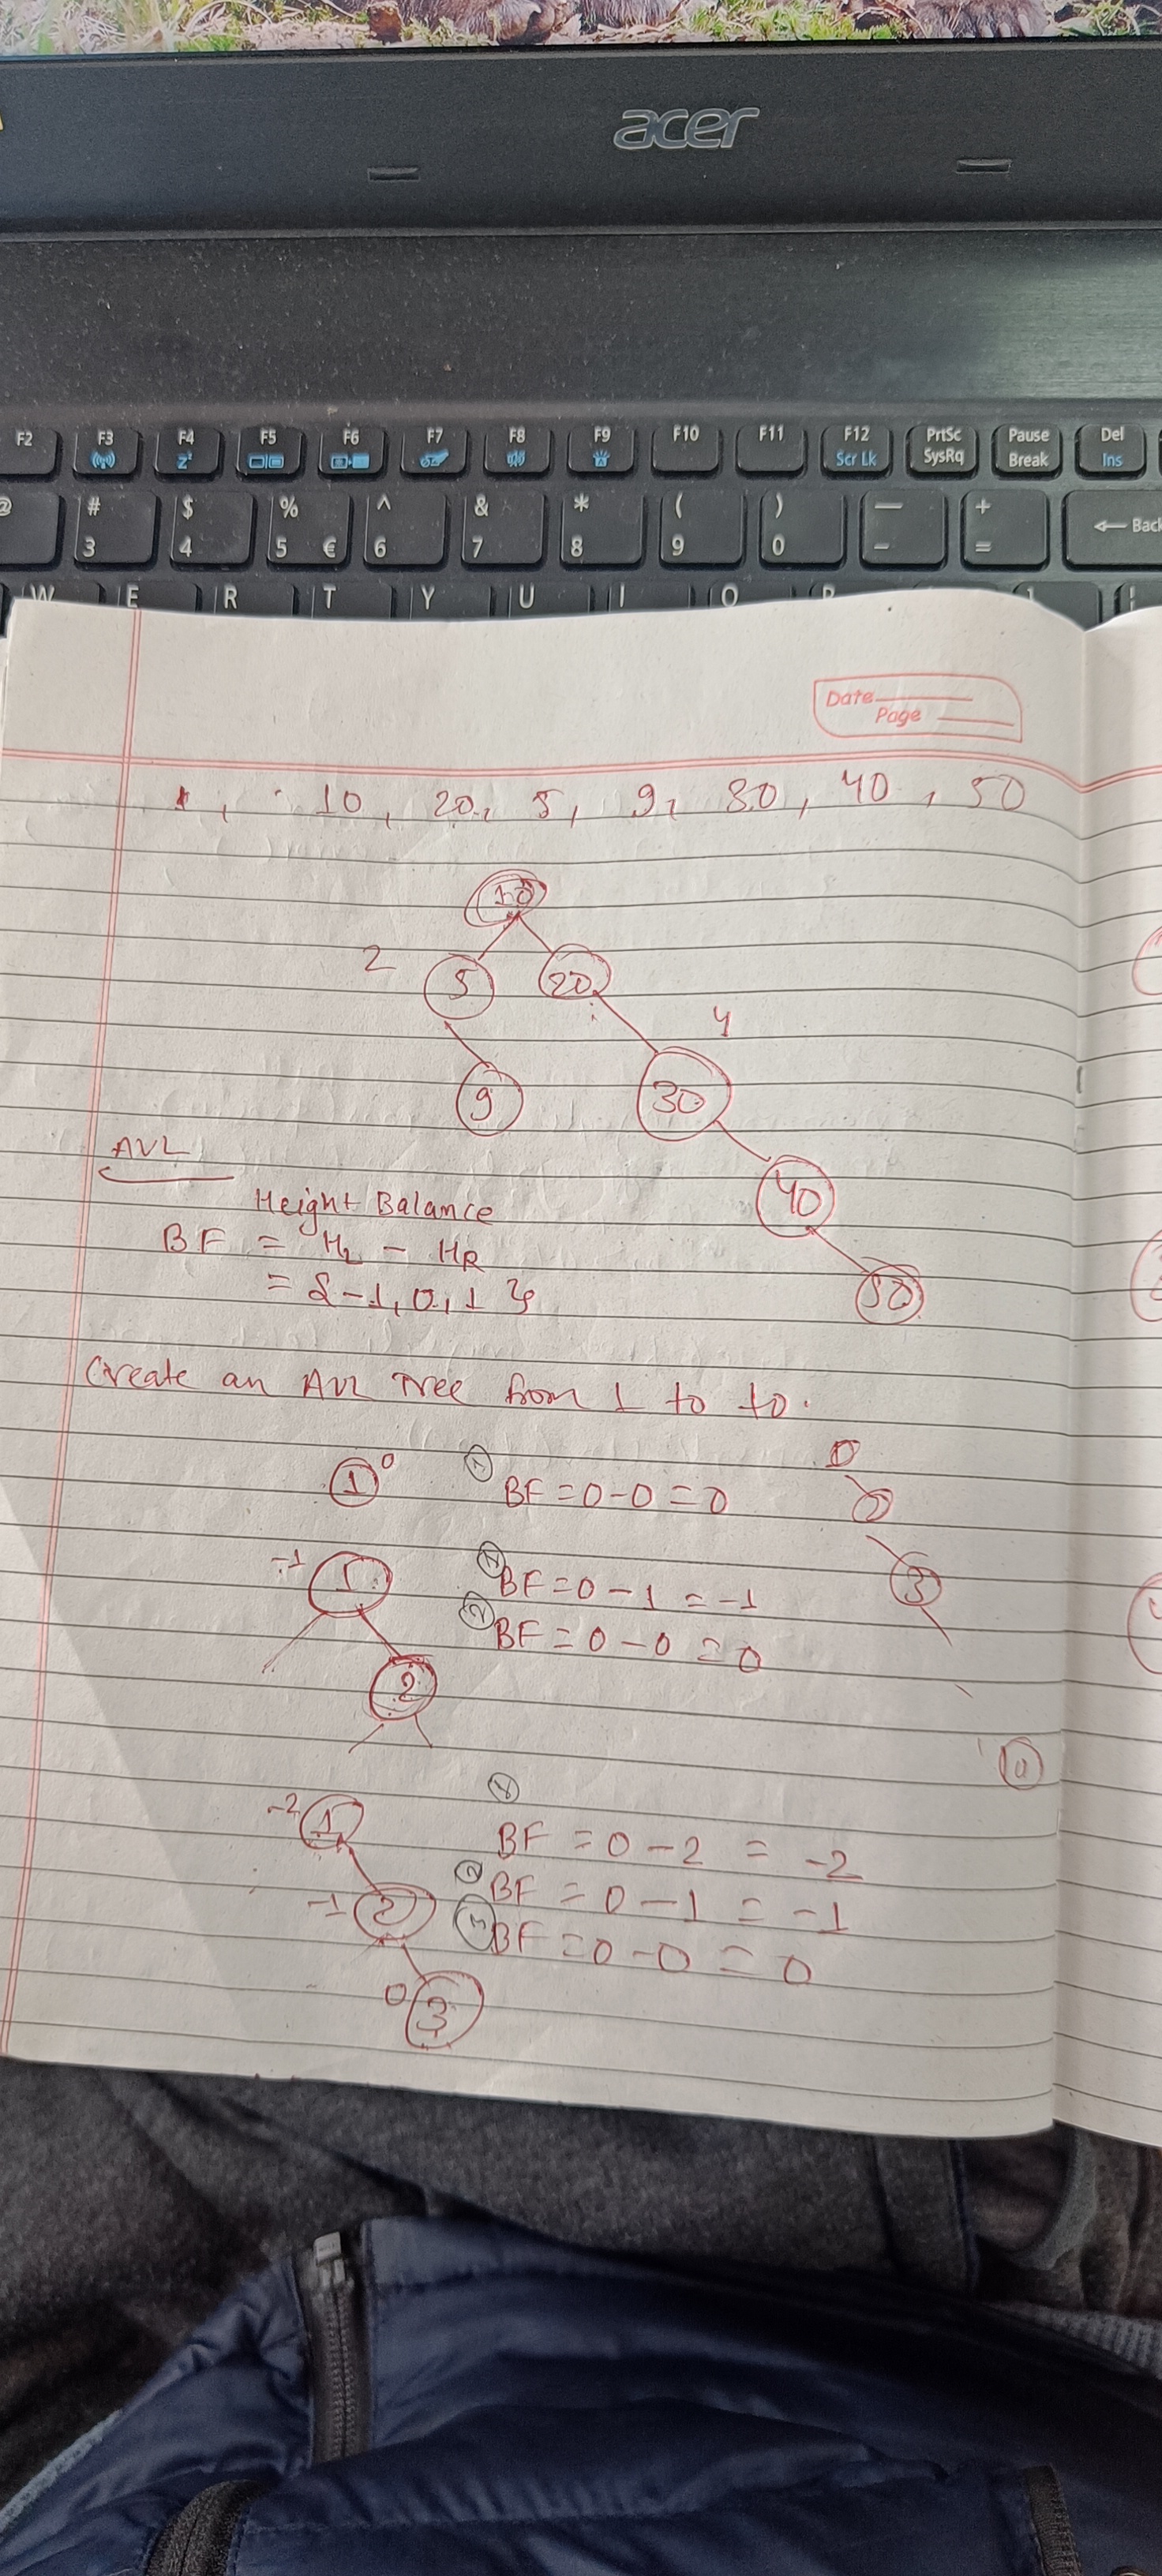 acer
F2 F3 F4 F5 F6 F7 F8 F9 F10 F11 F12 PrtSc Pause Del
Scr Lk SysRq Break Ins
@ # $ % ^ & * ( ) — +
3 4 5 € 6 7 8 9 0 - = ← Back
W E R T Y U I O P
Date
Page
10, 20, 5, 9, 30, 40, 50
10
2 5 20
4
9 30
AVL
40
Height Balance
BF = HL - HR
50
= {-1, 0, 1}
Create an AVL Tree from 1 to 10.
1 0 1 BF = 0 - 0 = 0
2
-1 1 1 BF = 0 - 1 = -1 3
2 BF = 0 - 0 = 0
2
10
-2 1 1 BF = 0 - 2 = -2
-1 2 2 BF = 0 - 1 = -1
3 BF = 0 - 0 = 0
0 3